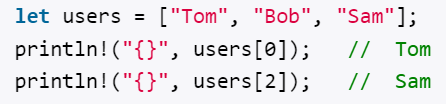 let users = ["Tom", "Bob", "Sam"];
println!("{}", users[0]);   //  Tom
println!("{}", users[2]);   //  Sam